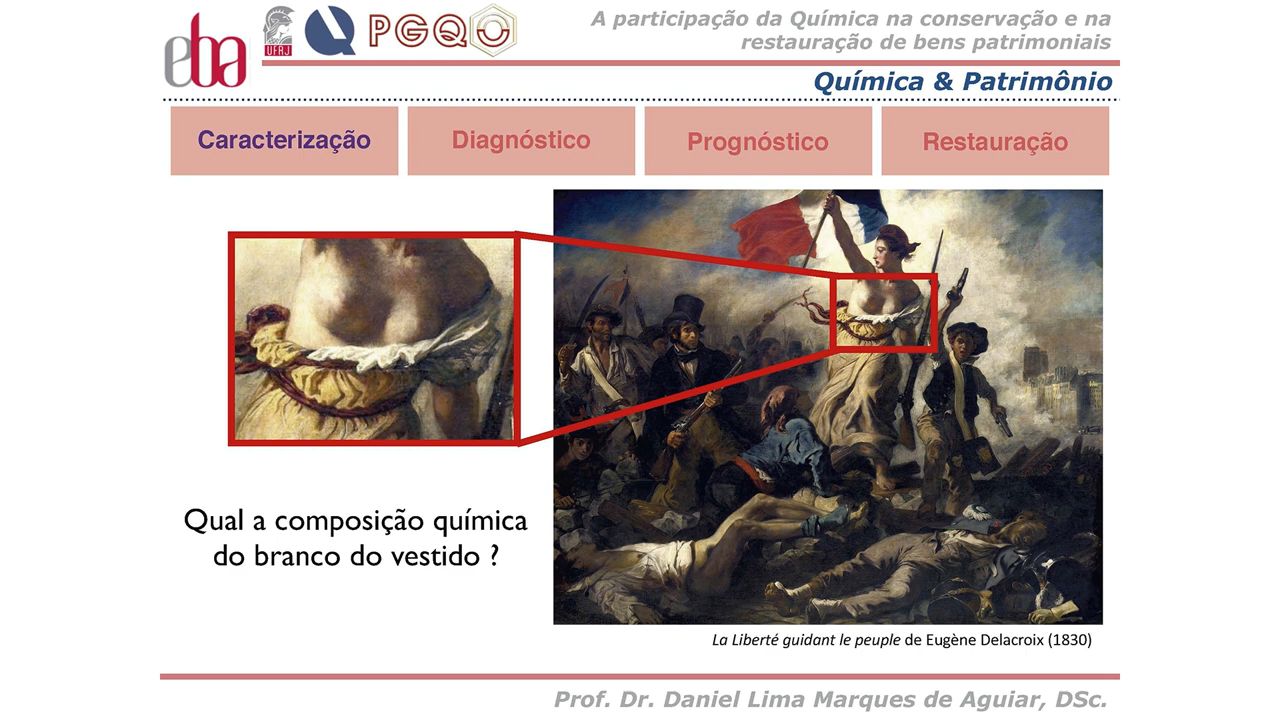 eba
UFRJ
PGQ
A participação da Química na conservação e na
restauração de bens patrimoniais
Química & Patrimônio
Caracterização
Diagnóstico
Prognóstico
Restauração
Qual a composição química
do branco do vestido ?
La Liberté guidant le peuple de Eugène Delacroix (1830)
Prof. Dr. Daniel Lima Marques de Aguiar, DSc.